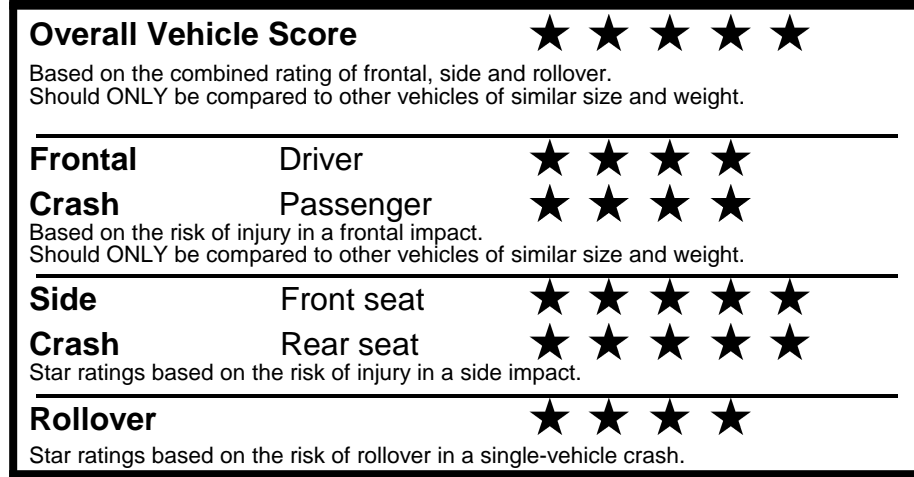 Overall Vehicle Score ★ ★ ★ ★ ★
Based on the combined rating of frontal, side and rollover.
Should ONLY be compared to other vehicles of similar size and weight.
Frontal Driver ★ ★ ★ ★
Crash Passenger ★ ★ ★ ★
Based on the risk of injury in a frontal impact.
Should ONLY be compared to other vehicles of similar size and weight.
Side Front seat ★ ★ ★ ★ ★
Crash Rear seat ★ ★ ★ ★ ★
Star ratings based on the risk of injury in a side impact.
Rollover ★ ★ ★ ★
Star ratings based on the risk of rollover in a single-vehicle crash.